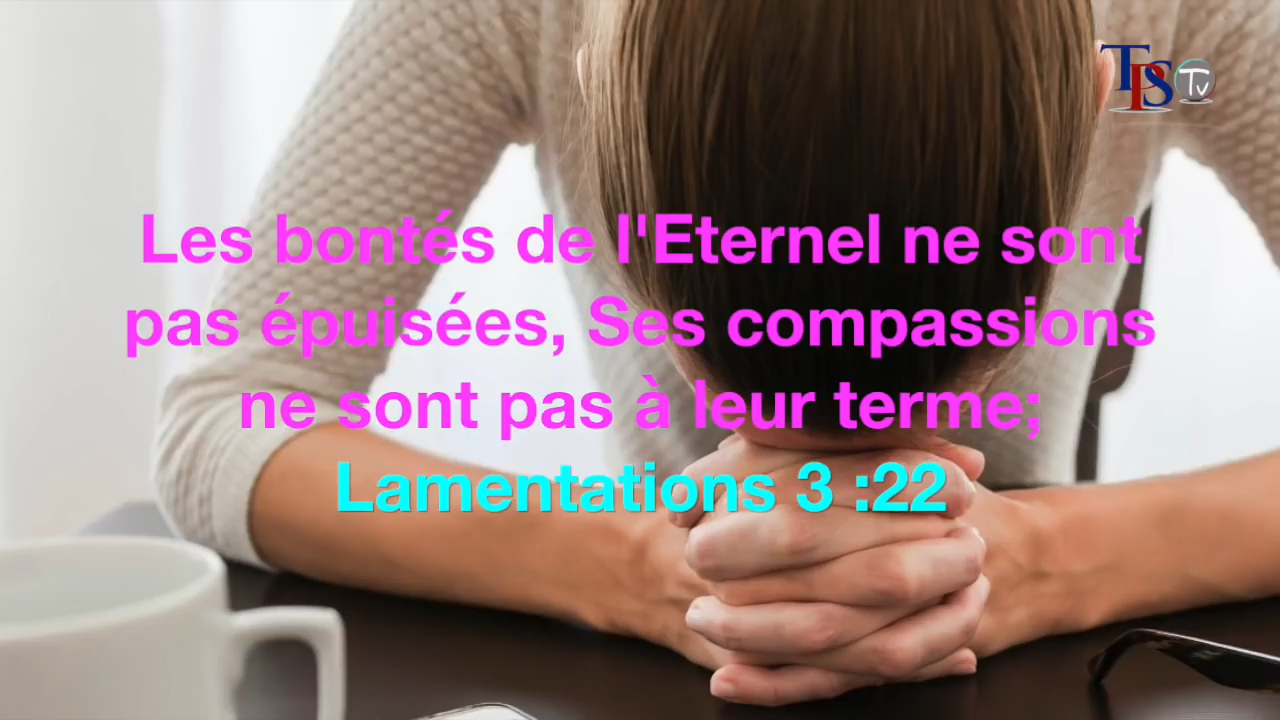 TPS TV
Les bontés de l'Eternel ne sont
pas épuisées, Ses compassions
ne sont pas à leur terme;
Lamentations 3 :22